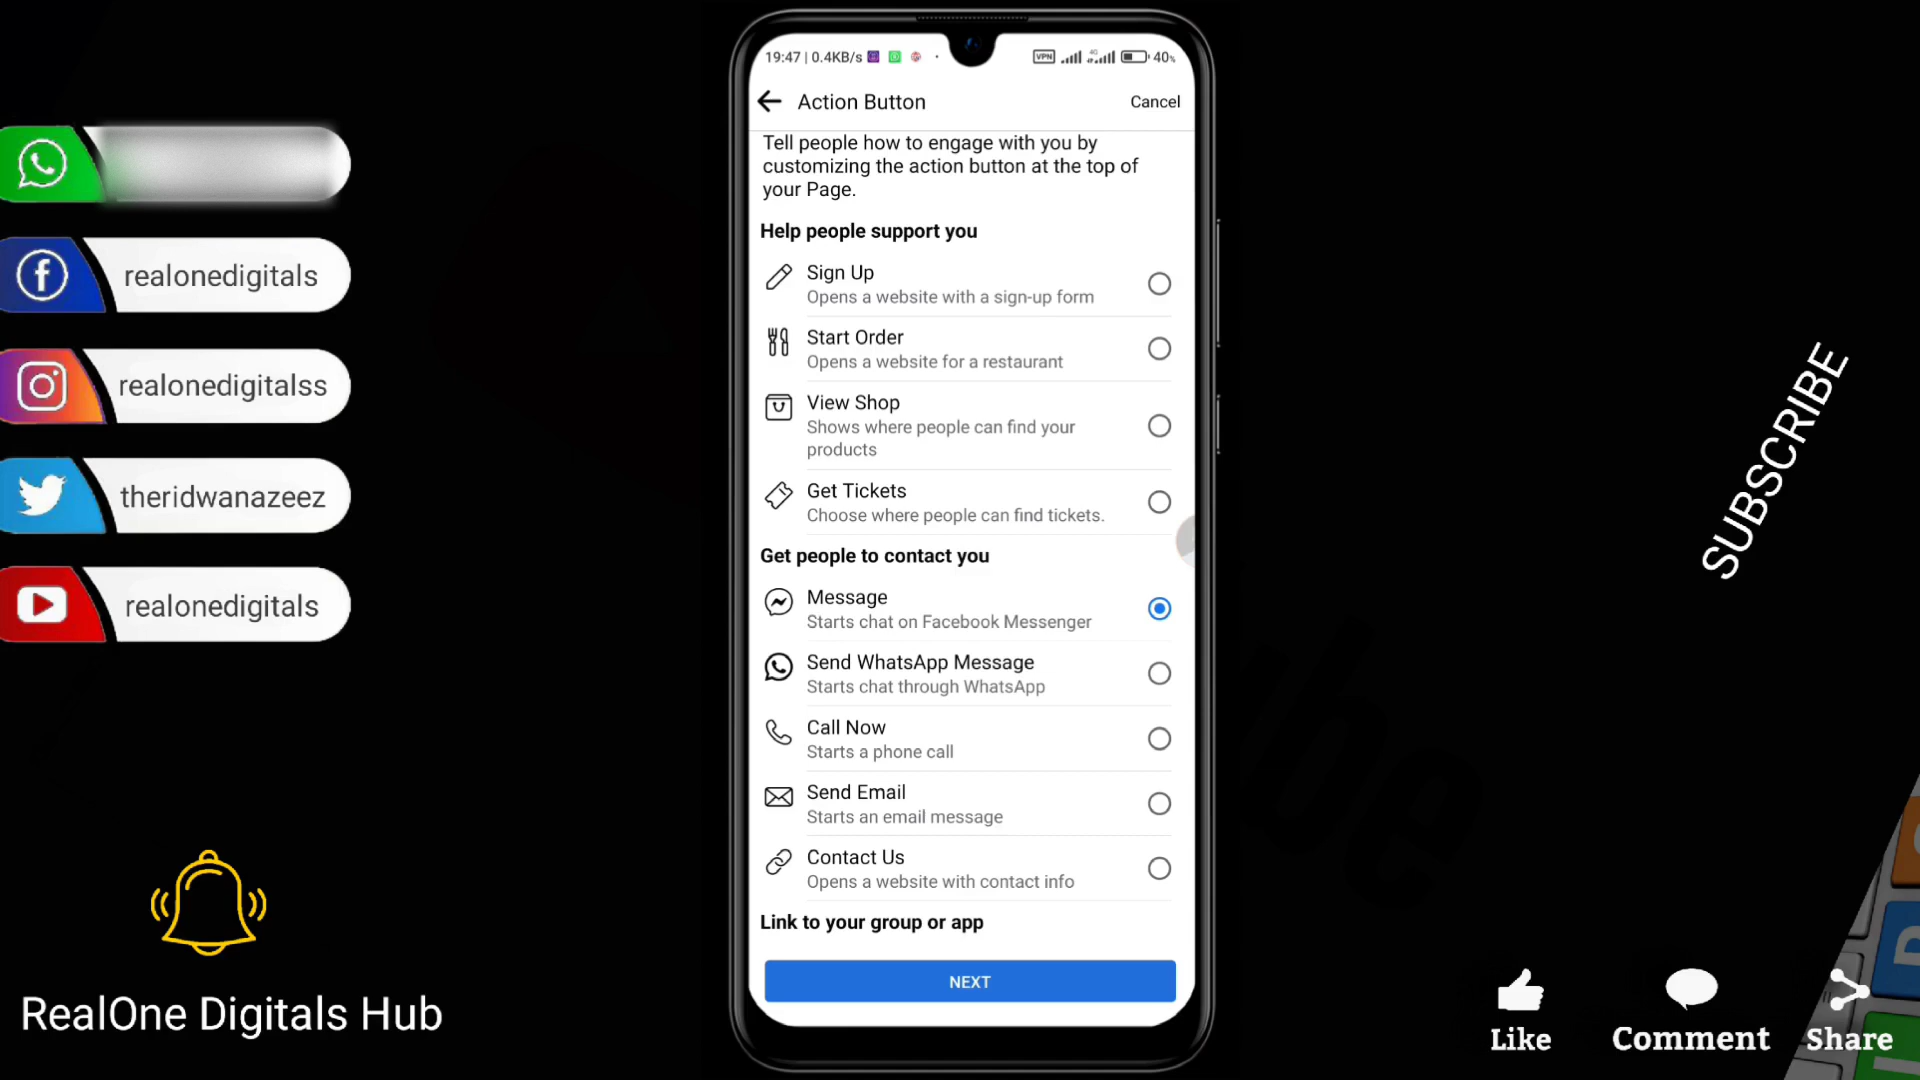 realonedigitals
realonedigitalss
theridwanazeez
realonedigitals
RealOne Digitals Hub
19:47 | 0.4KB/s
VPN
4G
40%
Action Button
Cancel
Tell people how to engage with you by
customizing the action button at the top of
your Page.
Help people support you
Sign Up
Opens a website with a sign-up form
Start Order
Opens a website for a restaurant
View Shop
Shows where people can find your
products
Get Tickets
Choose where people can find tickets.
Get people to contact you
Message
Starts chat on Facebook Messenger
Send WhatsApp Message
Starts chat through WhatsApp
Call Now
Starts a phone call
Send Email
Starts an email message
Contact Us
Opens a website with contact info
Link to your group or app
NEXT
SUBSCRIBE
Like
Comment
Share